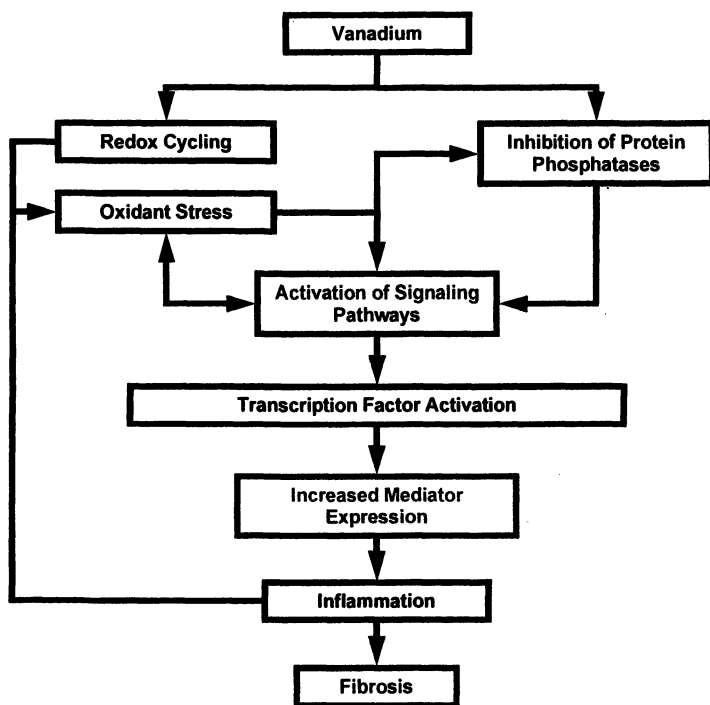 Vanadium
Redox Cycling
Inhibition of Protein
Phosphatases
Oxidant Stress
Activation of Signaling
Pathways
Transcription Factor Activation
Increased Mediator
Expression
Inflammation
Fibrosis